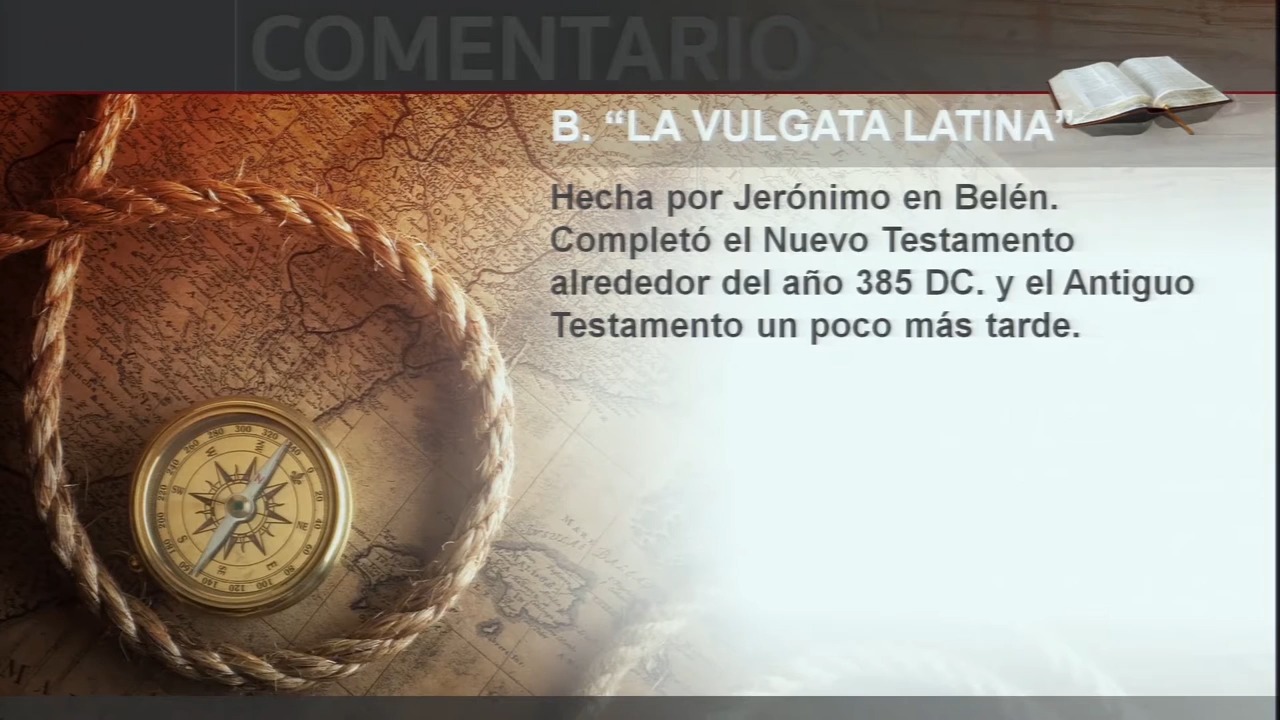 COMENTARIO
B. “LA VULGATA LATINA”
Hecha por Jerónimo en Belén.
Completó el Nuevo Testamento
alrededor del año 385 DC. y el Antiguo
Testamento un poco más tarde.